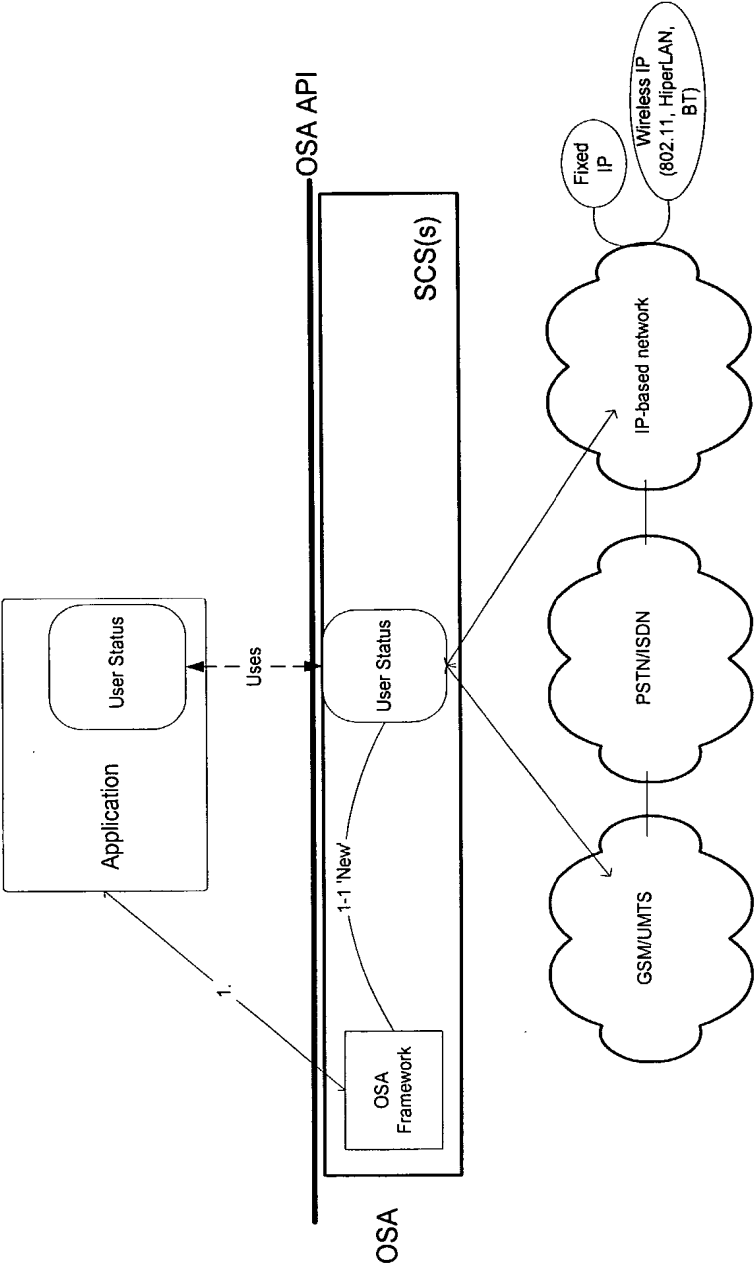 Application
User Status
1.
Uses
OSA API
OSA
OSA
Framework
1-1 'New'
User Status
SCS(s)
GSM/UMTS
PSTN/ISDN
IP-based network
Fixed
IP
Wireless IP
(802.11, HiperLAN,
BT)